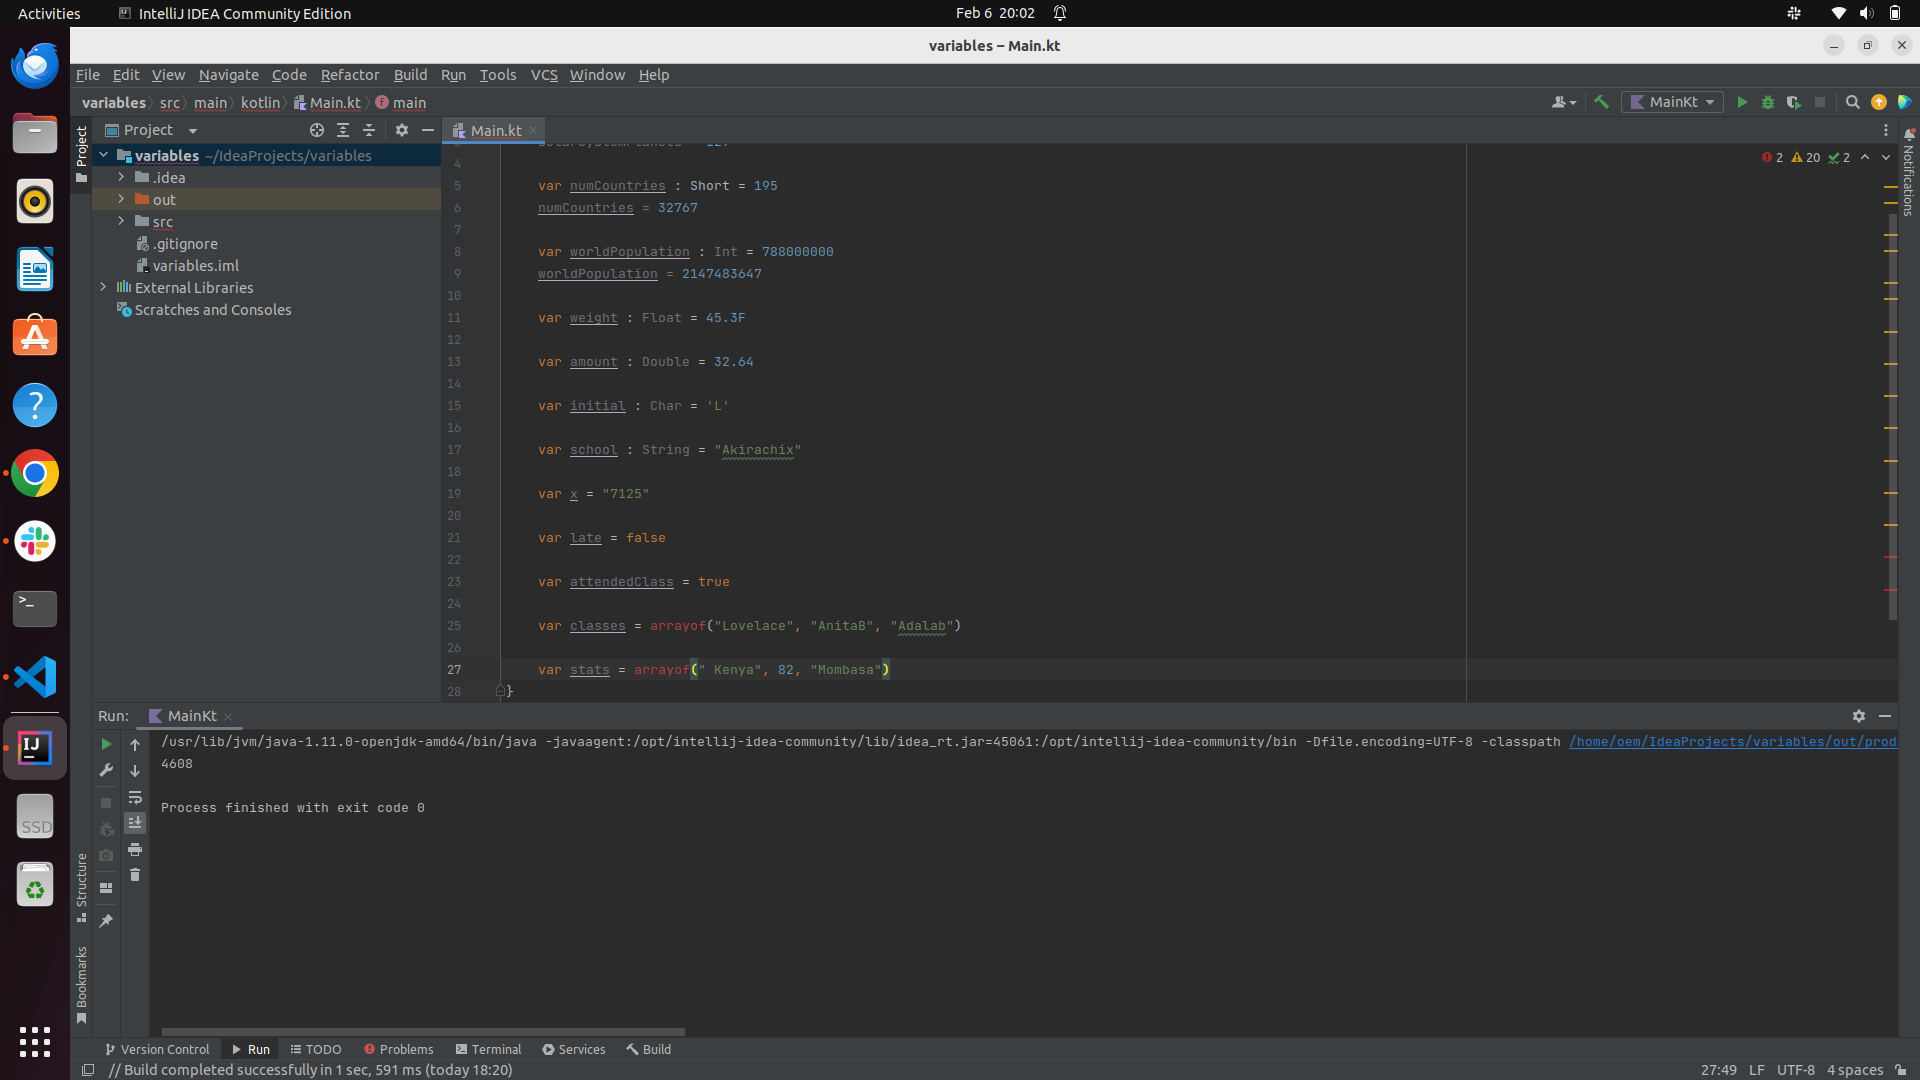 Activities
IntelliJ IDEA Community Edition
Feb 6 20:02
variables – Main.kt
File Edit View Navigate Code Refactor Build Run Tools VCS Window Help
variables src main kotlin Main.kt main
MainKt
Project
Main.kt
variables ~/IdeaProjects/variables
.idea
out
src
.gitignore
variables.iml
External Libraries
Scratches and Consoles
Project
Structure
Bookmarks
Notifications
2 20 2
4
5 var numCountries : Short = 195
6 numCountries = 32767
7
8 var worldPopulation : Int = 788000000
9 worldPopulation = 2147483647
10
11 var weight : Float = 45.3F
12
13 var amount : Double = 32.64
14
15 var initial : Char = 'L'
16
17 var school : String = "Akirachix"
18
19 var x = "7125"
20
21 var late = false
22
23 var attendedClass = true
24
25 var classes = arrayof("Lovelace", "AnitaB", "Adalab")
26
27 var stats = arrayof(" Kenya", 82, "Mombasa")
28 }
Run: MainKt
/usr/lib/jvm/java-1.11.0-openjdk-amd64/bin/java -javaagent:/opt/intellij-idea-community/lib/idea_rt.jar=45061:/opt/intellij-idea-community/bin -Dfile.encoding=UTF-8 -classpath /home/oem/IdeaProjects/variables/out/prod
4608
Process finished with exit code 0
SSD
Version Control Run TODO Problems Terminal Services Build
// Build completed successfully in 1 sec, 591 ms (today 18:20)
27:49 LF UTF-8 4 spaces